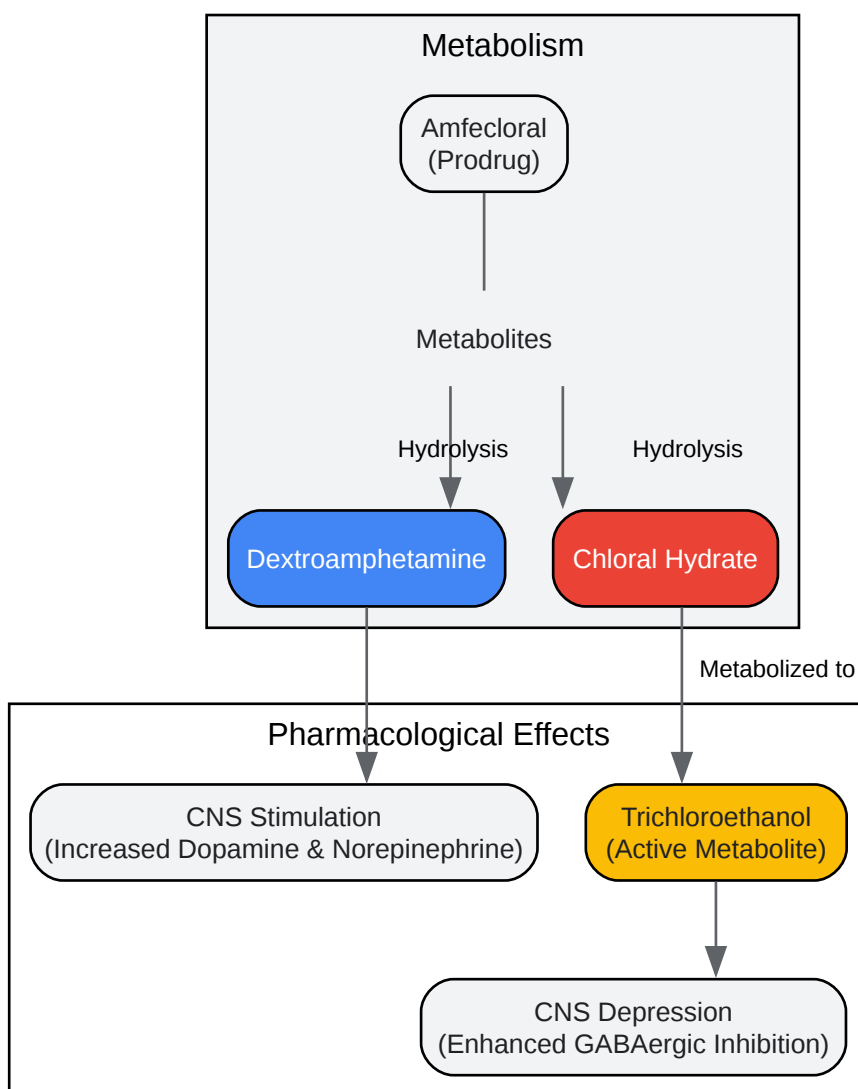 Metabolism
Amfecloral
(Prodrug)
Metabolites
Hydrolysis
Hydrolysis
Dextroamphetamine
Chloral Hydrate
Metabolized to
Pharmacological Effects
CNS Stimulation
(Increased Dopamine & Norepinephrine)
Trichloroethanol
(Active Metabolite)
CNS Depression
(Enhanced GABAergic Inhibition)